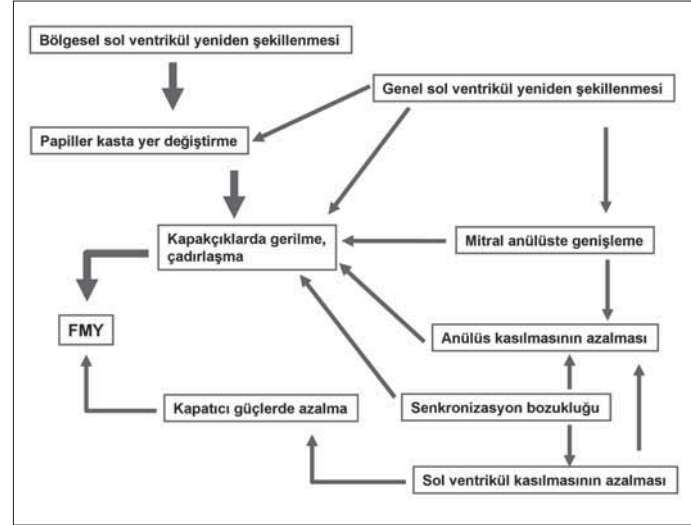 Bölgesel sol ventrikül yeniden şekillenmesi
Genel sol ventrikül yeniden şekillenmesi
Papiller kasta yer değiştirme
Kapakçıklarda gerilme,
çadırlaşma
Mitral anülüste genişleme
FMY
Anülüs kasılmasının azalması
Kapatıcı güçlerde azalma
Senkronizasyon bozukluğu
Sol ventrikül kasılmasının azalması